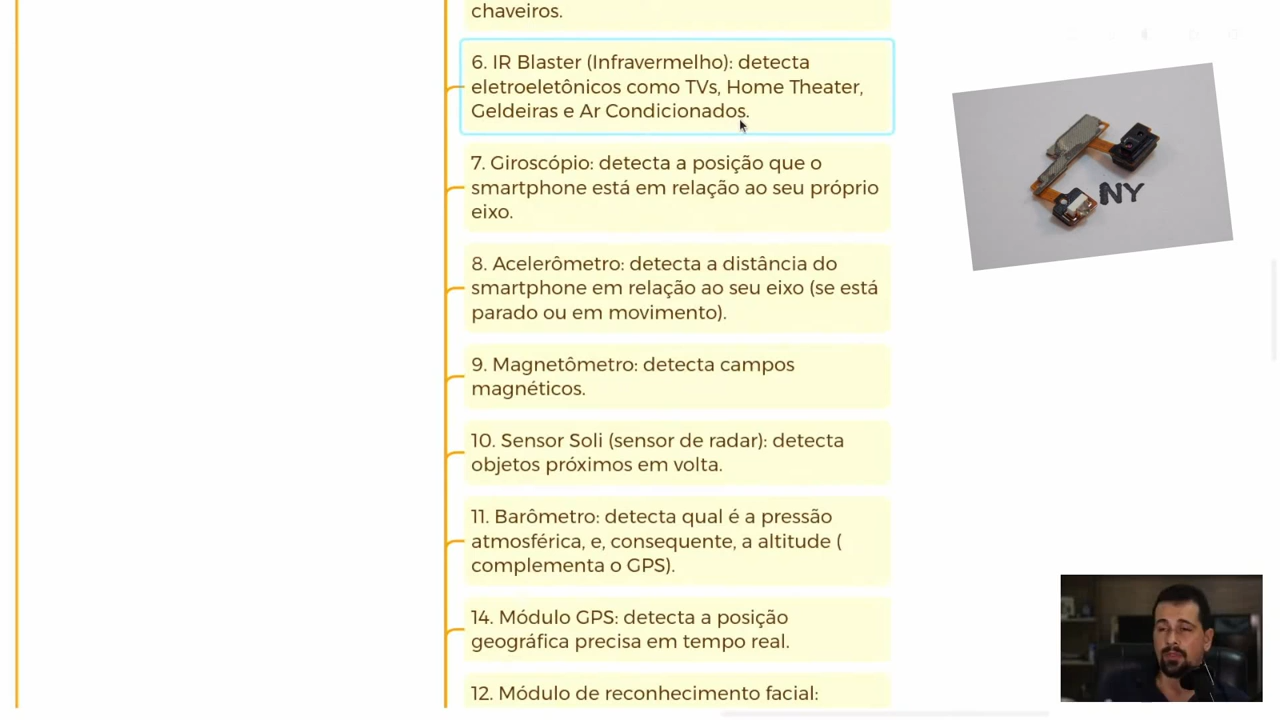 chaveiros.
6. IR Blaster (Infravermelho): detecta
eletroeletônicos como TVs, Home Theater,
Geldeiras e Ar Condicionados.
7. Giroscópio: detecta a posição que o
smartphone está em relação ao seu próprio
eixo.
8. Acelerômetro: detecta a distância do
smartphone em relação ao seu eixo (se está
parado ou em movimento).
9. Magnetômetro: detecta campos
magnéticos.
10. Sensor Soli (sensor de radar): detecta
objetos próximos em volta.
11. Barômetro: detecta qual é a pressão
atmosférica, e, consequente, a altitude (
complementa o GPS).
14. Módulo GPS: detecta a posição
geográfica precisa em tempo real.
12. Módulo de reconhecimento facial:
NY